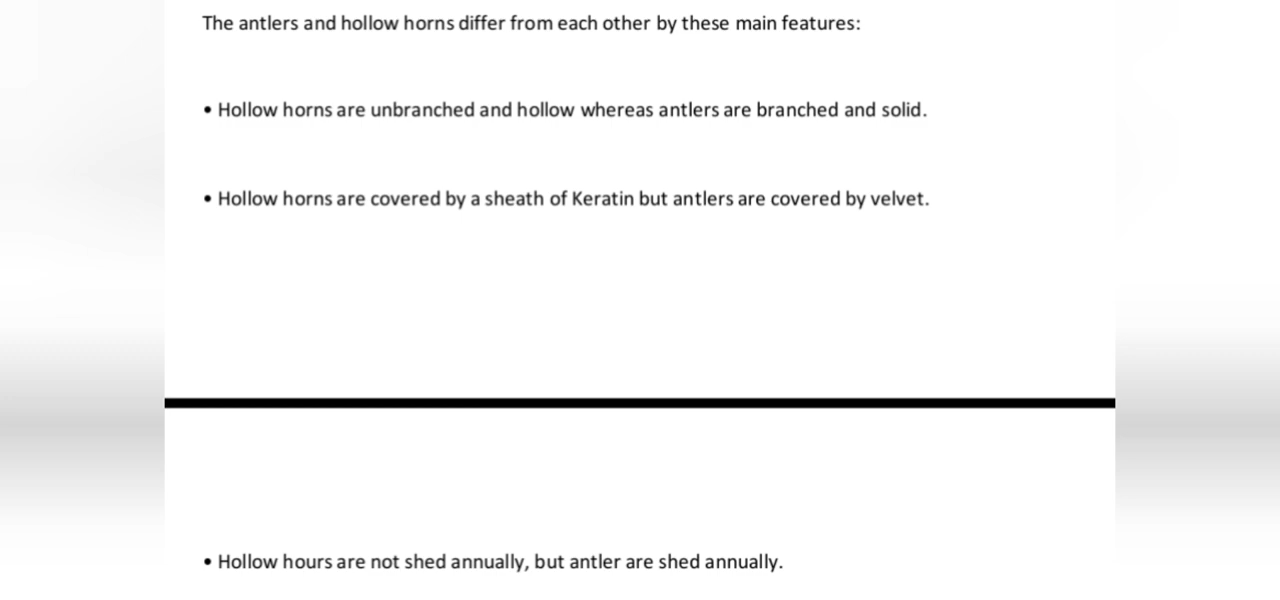 The antlers and hollow horns differ from each other by these main features:
• Hollow horns are unbranched and hollow whereas antlers are branched and solid.
• Hollow horns are covered by a sheath of Keratin but antlers are covered by velvet.
• Hollow hours are not shed annually, but antler are shed annually.